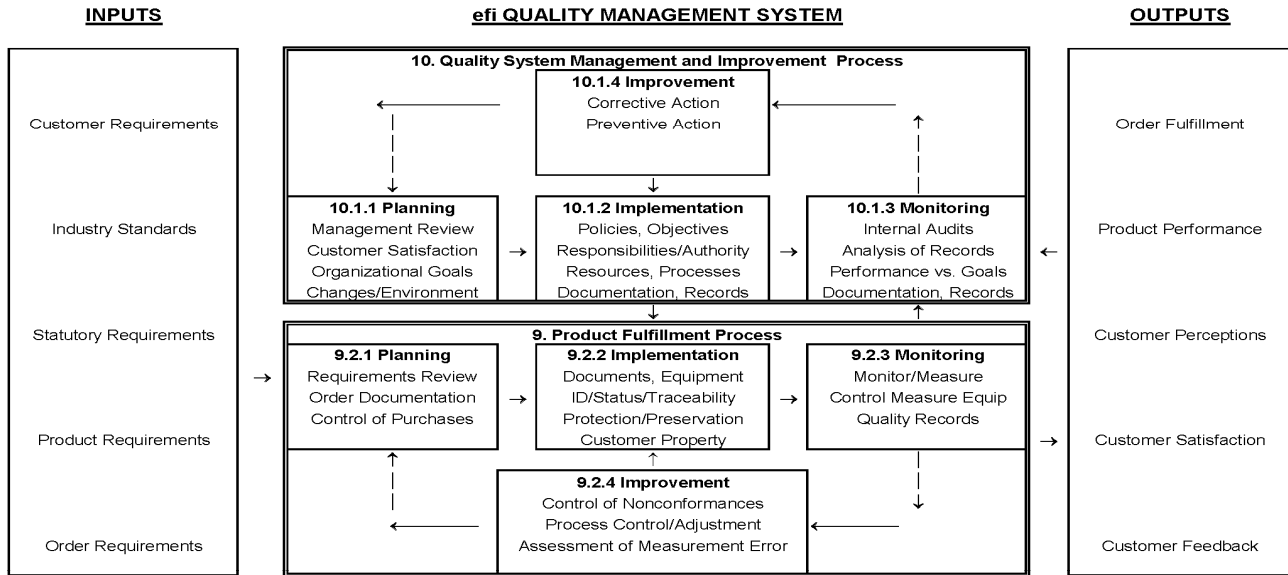 INPUTS
efi QUALITY MANAGEMENT SYSTEM
OUTPUTS
Customer Requirements
Industry Standards
Statutory Requirements
Product Requirements
Order Requirements
10. Quality System Management and Improvement Process
10.1.4 Improvement
Corrective Action
Preventive Action
10.1.1 Planning
Management Review
Customer Satisfaction
Organizational Goals
Changes/Environment
10.1.2 Implementation
Policies, Objectives
Responsibilities/Authority
Resources, Processes
Documentation, Records
10.1.3 Monitoring
Internal Audits
Analysis of Records
Performance vs. Goals
Documentation, Records
9. Product Fulfillment Process
9.2.1 Planning
Requirements Review
Order Documentation
Control of Purchases
9.2.2 Implementation
Documents, Equipment
ID/Status/Traceability
Protection/Preservation
Customer Property
9.2.3 Monitoring
Monitor/Measure
Control Measure Equip
Quality Records
9.2.4 Improvement
Control of Nonconformances
Process Control/Adjustment
Assessment of Measurement Error
Order Fulfillment
Product Performance
Customer Perceptions
Customer Satisfaction
Customer Feedback